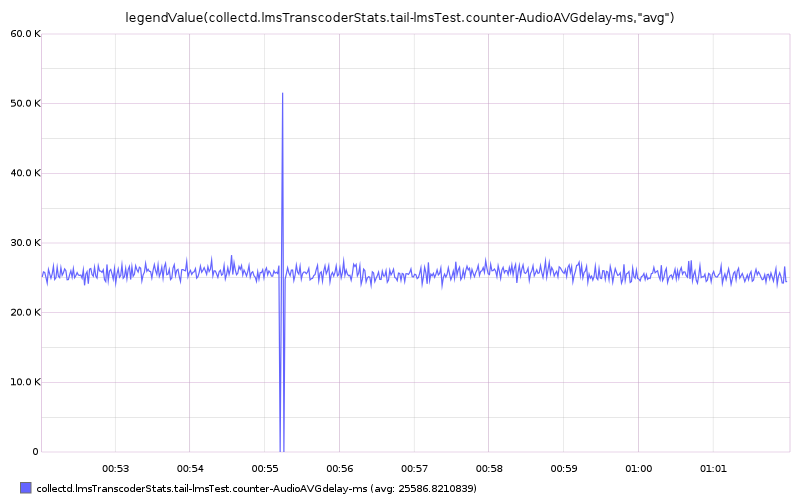 legendValue(collectd.lmsTranscoderStats.tail-lmsTest.counter-AudioAVGdelay-ms,"avg")
60.0 K
50.0 K
40.0 K
30.0 K
20.0 K
10.0 K
0
00:53 00:54 00:55 00:56 00:57 00:58 00:59 01:00 01:01
collectd.lmsTranscoderStats.tail-lmsTest.counter-AudioAVGdelay-ms (avg: 25586.8210839)